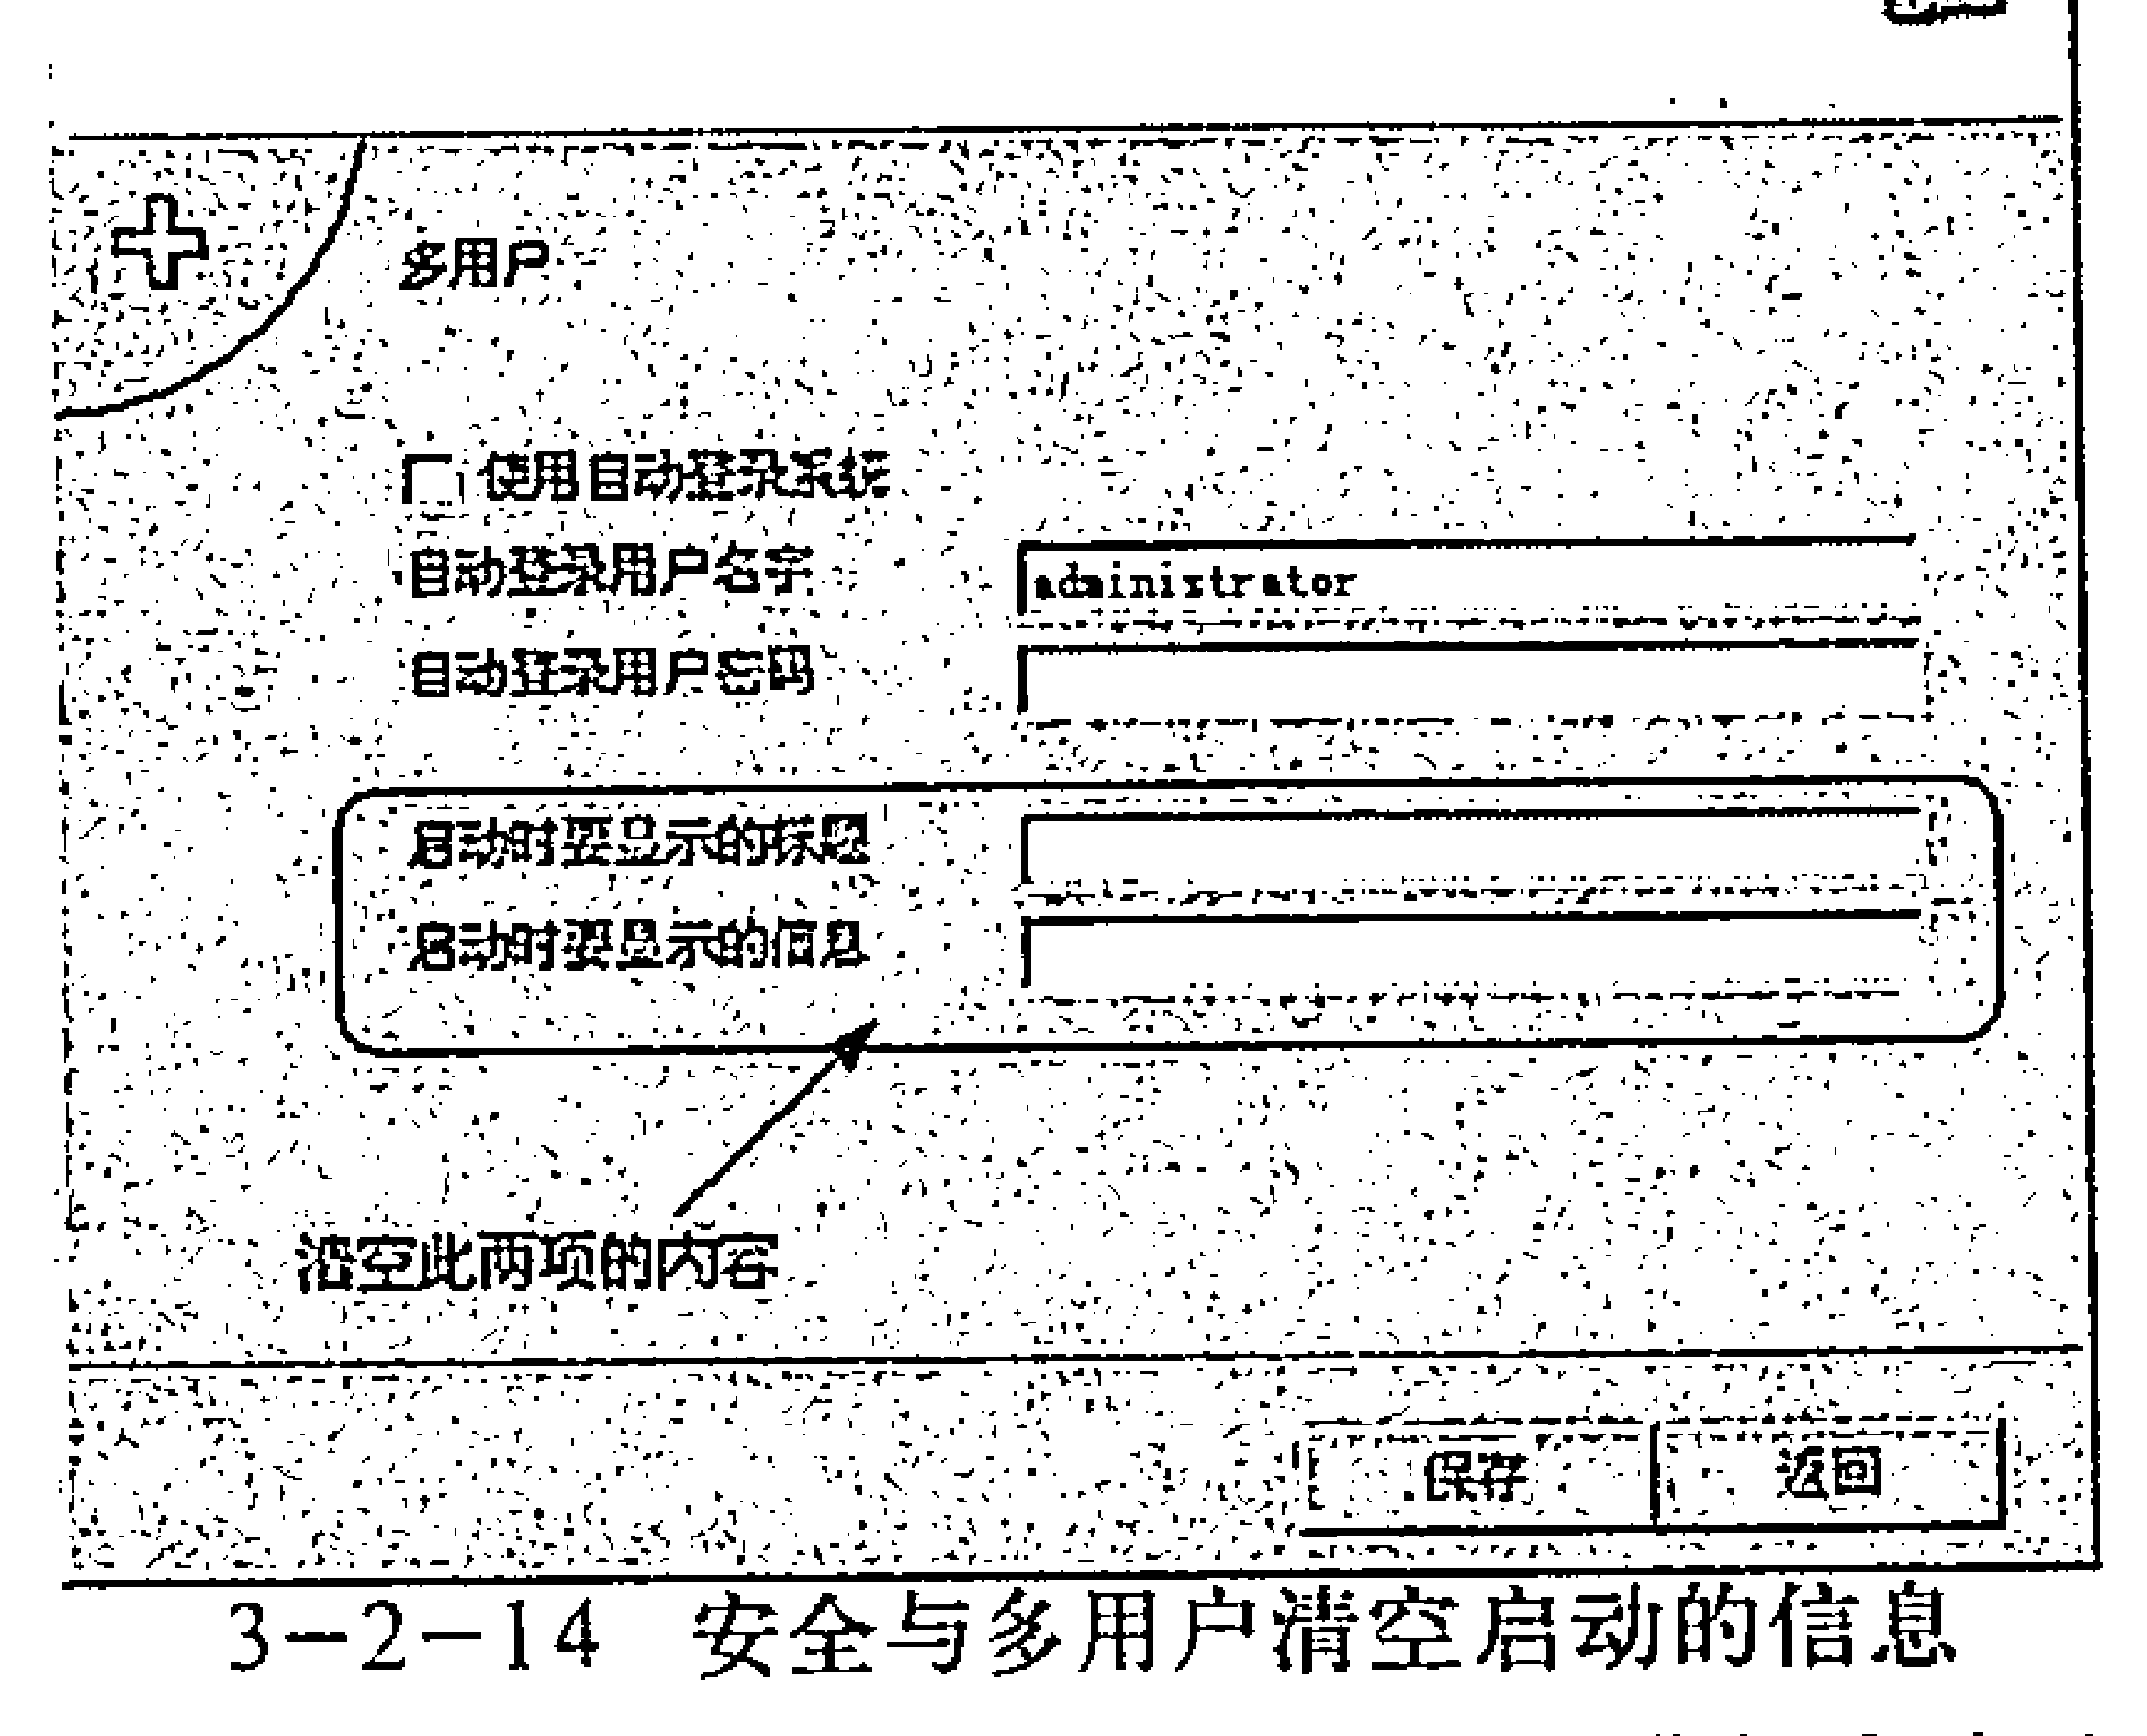 多用户
使用自动登录系统
自动登录用户名字 administrator
自动登录用户密码
启动时要显示的标题
启动时要显示的信息
清空此两项的内容
保存 返回
3-2-14 安全与多用户清空启动的信息